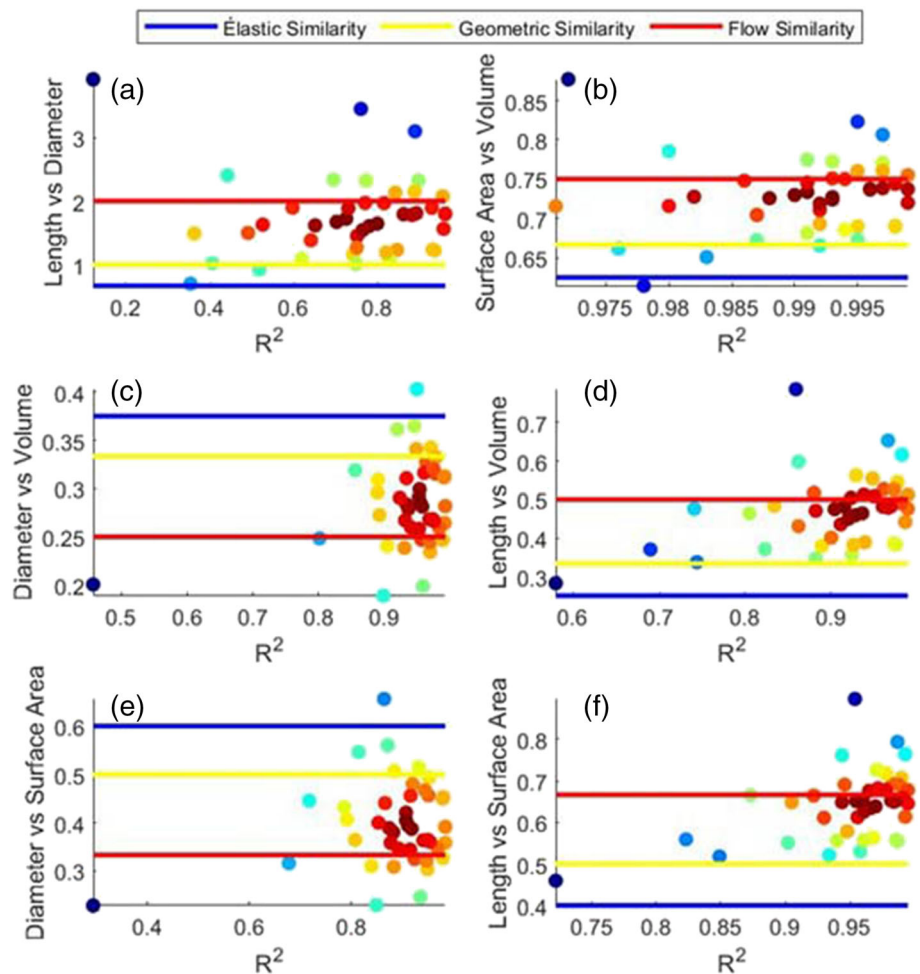 Élastic Similarity Geometric Similarity Flow Similarity
(a)
Length vs Diameter
3
2
1
0.2 0.4 0.6 0.8
R²
(b)
Surface Area vs Volume
0.85
0.8
0.75
0.7
0.65
0.975 0.98 0.985 0.99 0.995
R²
(c)
Diameter vs Volume
0.4
0.35
0.3
0.25
0.2
0.5 0.6 0.7 0.8 0.9
R²
(d)
Length vs Volume
0.7
0.6
0.5
0.4
0.3
0.6 0.7 0.8 0.9
R²
(e)
Diameter vs Surface Area
0.6
0.5
0.4
0.3
0.4 0.6 0.8
R²
(f)
Length vs Surface Area
0.8
0.7
0.6
0.5
0.4
0.75 0.8 0.85 0.9 0.95
R²